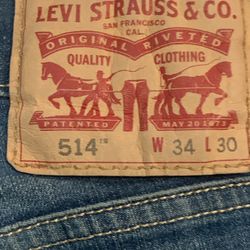 LEVI STRAUSS & CO.
SAN FRANCISCO
CAL.
ORIGINAL RIVETED
QUALITY CLOTHING
PATENTED MAY 20 1873
514™ W 34 L 30